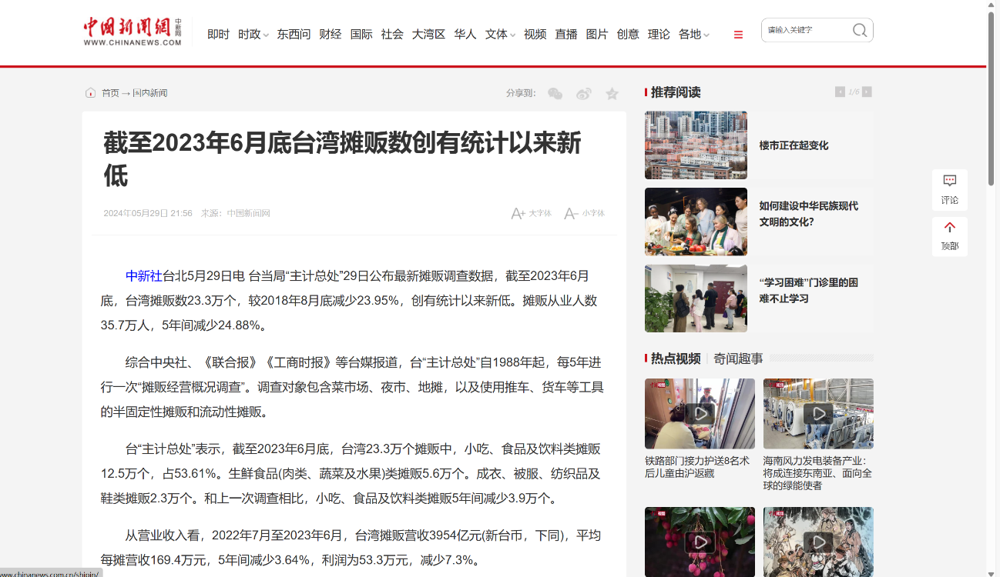 中国新闻网
中新网
WWW.CHINANEWS.COM
即时 时政 东西问 财经 国际 社会 大湾区 华人 文体 视频 直播 图片 创意 理论 各地
请输入关键字
首页 → 国内新闻
分享到：
截至2023年6月底台湾摊贩数创有统计以来新
低
2024年05月29日 21:56 来源：中国新闻网
A+ 大字体 A- 小字体
中新社台北5月29日电 台当局“主计总处”29日公布最新摊贩调查数据，截至2023年6月
底，台湾摊贩数23.3万个，较2018年8月底减少23.95%，创有统计以来新低。摊贩从业人数
35.7万人，5年间减少24.88%。
综合中央社、《联合报》《工商时报》等台媒报道，台“主计总处”自1988年起，每5年进
行一次“摊贩经营概况调查”。调查对象包含菜市场、夜市、地摊，以及使用推车、货车等工具
的半固定性摊贩和流动性摊贩。
台“主计总处”表示，截至2023年6月底，台湾23.3万个摊贩中，小吃、食品及饮料类摊贩
12.5万个，占53.61%。生鲜食品(肉类、蔬菜及水果)类摊贩5.6万个。成衣、被服、纺织品及
鞋类摊贩2.3万个。和上一次调查相比，小吃、食品及饮料类摊贩5年间减少3.9万个。
从营业收入看，2022年7月至2023年6月，台湾摊贩营收3954亿元(新台币，下同)，平均
每摊营收169.4万元，5年间减少3.64%，利润为53.3万元，减少7.3%。
推荐阅读
1/6
楼市正在起变化
如何建设中华民族现代
文明的文化？
“学习困难”门诊里的困
难不止学习
热点视频 奇闻趣事
铁路部门接力护送8名术
后儿童由沪返藏
海南风力发电装备产业：
将成连接东南亚、面向全
球的绿能使者
评论
顶部
www.chinanews.com.cn/shipin/